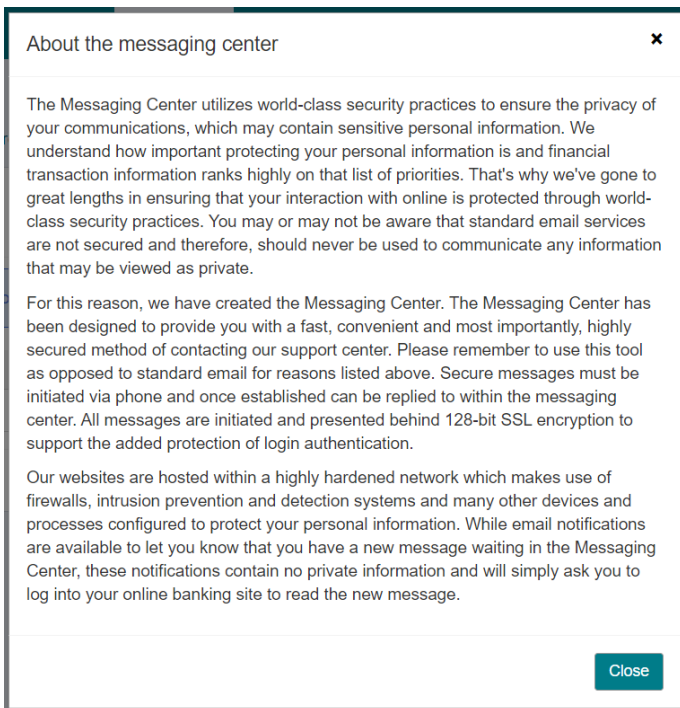 About the messaging center
×
The Messaging Center utilizes world-class security practices to ensure the privacy of
your communications, which may contain sensitive personal information. We
understand how important protecting your personal information is and financial
transaction information ranks highly on that list of priorities. That's why we've gone to
great lengths in ensuring that your interaction with online is protected through world-
class security practices. You may or may not be aware that standard email services
are not secured and therefore, should never be used to communicate any information
that may be viewed as private.
For this reason, we have created the Messaging Center. The Messaging Center has
been designed to provide you with a fast, convenient and most importantly, highly
secured method of contacting our support center. Please remember to use this tool
as opposed to standard email for reasons listed above. Secure messages must be
initiated via phone and once established can be replied to within the messaging
center. All messages are initiated and presented behind 128-bit SSL encryption to
support the added protection of login authentication.
Our websites are hosted within a highly hardened network which makes use of
firewalls, intrusion prevention and detection systems and many other devices and
processes configured to protect your personal information. While email notifications
are available to let you know that you have a new message waiting in the Messaging
Center, these notifications contain no private information and will simply ask you to
log into your online banking site to read the new message.
Close